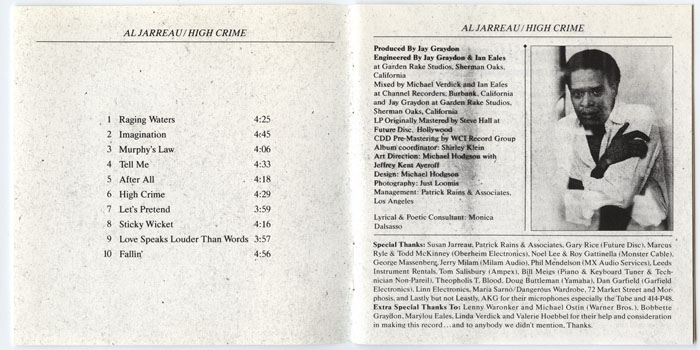 AL JARREAU/HIGH CRIME
1 Raging Waters 4:25
2 Imagination 4:45
3 Murphy's Law 4:06
4 Tell Me 4:33
5 After All 4:18
6 High Crime 4:29
7 Let's Pretend 3:59
8 Sticky Wicket 4:16
9 Love Speaks Louder Than Words 3:57
10 Fallin' 4:56
AL JARREAU/HIGH CRIME
Produced By Jay Graydon
Engineered By Jay Graydon & Ian Eales
at Garden Rake Studios, Sherman Oaks,
California
Mixed by Michael Verdick and Ian Eales
at Channel Recorders, Burbank, California
and Jay Graydon at Garden Rake Studios,
Sherman Oaks, California
LP Originally Mastered by Steve Hall at
Future Disc, Hollywood
CDD Pre-Mastering by WCI Record Group
Album coordinator: Shirley Klein
Art Direction: Michael Hodgson with
Jeffrey Kent Ayeroff
Design: Michael Hodgson
Photography: Just Loomis
Management: Patrick Rains & Associates,
Los Angeles
Lyrical & Poetic Consultant: Monica
Dalsasso
Special Thanks: Susan Jarreau, Patrick Rains & Associates, Gary Rice (Future Disc), Marcus
Ryle & Todd McKinney (Oberheim Electronics), Noel Lee & Roy Gattinella (Monster Cable),
George Massenberg, Jerry Milam (Milam Audio), Phil Mendelson (MX Audio Services), Leeds
Instrument Rentals, Tom Salisbury (Ampex), Bill Meigs (Piano & Keyboard Tuner & Tech-
nician Non-Pareil), Theopholis T. Blood, Doug Buttleman (Yamaha), Dan Garfield (Garfield
Electronics), Linn Electronics, Maria Sarno/Dangerous Wardrobe, 72 Market Street and Mor-
phosis, and Lastly but not Leastly, AKG for their microphones especially the Tube and 414-P48.
Extra Special Thanks To: Lenny Waronker and Michael Ostin (Warner Bros.), Bobbette
Graydon, Marylou Eales, Linda Verdick and Valerie Hoebbel for their help and consideration
in making this record...and to anybody we didn't mention, Thanks.